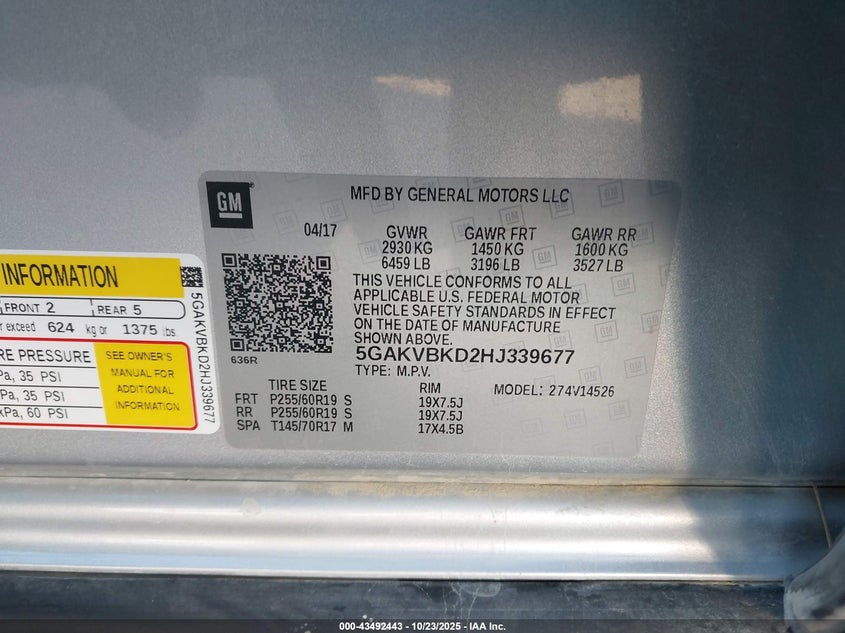 GM
MFD BY GENERAL MOTORS LLC
04/17 GVWR GAWR FRT GAWR RR
2930 KG 1450 KG 1600 KG
6459 LB 3196 LB 3527 LB
THIS VEHICLE CONFORMS TO ALL
APPLICABLE U.S. FEDERAL MOTOR
VEHICLE SAFETY STANDARDS IN EFFECT
ON THE DATE OF MANUFACTURE
SHOWN ABOVE.
636R
5GAKVBKD2HJ339677
TYPE: M.P.V.
TIRE SIZE RIM MODEL: 274V14526
FRT P255/60R19 S 19X7.5J
RR P255/60R19 S 19X7.5J
SPA T145/70R17 M 17X4.5B
INFORMATION
FRONT 2 REAR 5
exceed 624 kg or 1375 lbs
PRESSURE
35 PSI
35 PSI
60 PSI
SEE OWNER'S
MANUAL FOR
ADDITIONAL
INFORMATION
5GAKVBKD2HJ339677
000-43492443 - 10/23/2025 - IAA Inc.